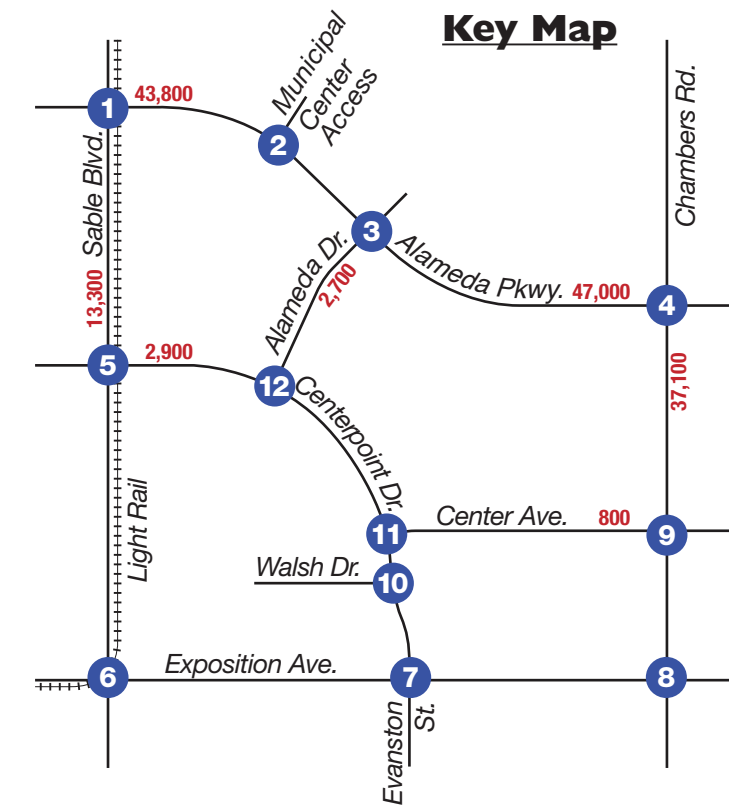 Key Map
Municipal
Center
Access
Chambers Rd.
43,800
1
2
Sable Blvd.
3
Alameda Dr.
2,700
Alameda Pkwy.
47,000
4
13,300
5
2,900
12
Centerpoint Dr.
37,100
Light Rail
11
Center Ave.
800
9
Walsh Dr.
10
6
Exposition Ave.
7
8
Evanston
St.